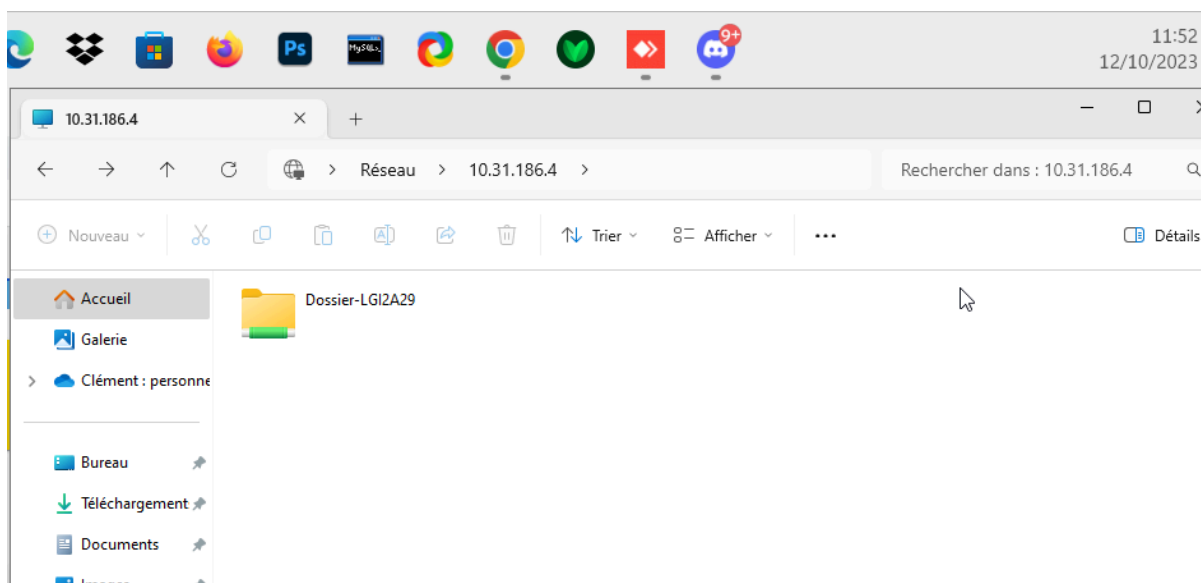 Ps
MySQL
9+
11:52
12/10/2023
10.31.186.4
Réseau > 10.31.186.4 >
Rechercher dans : 10.31.186.4
Nouveau
Trier
Afficher
Détails
Accueil
Dossier-LGI2A29
Galerie
Clément : personne
Bureau
Téléchargement
Documents
Images